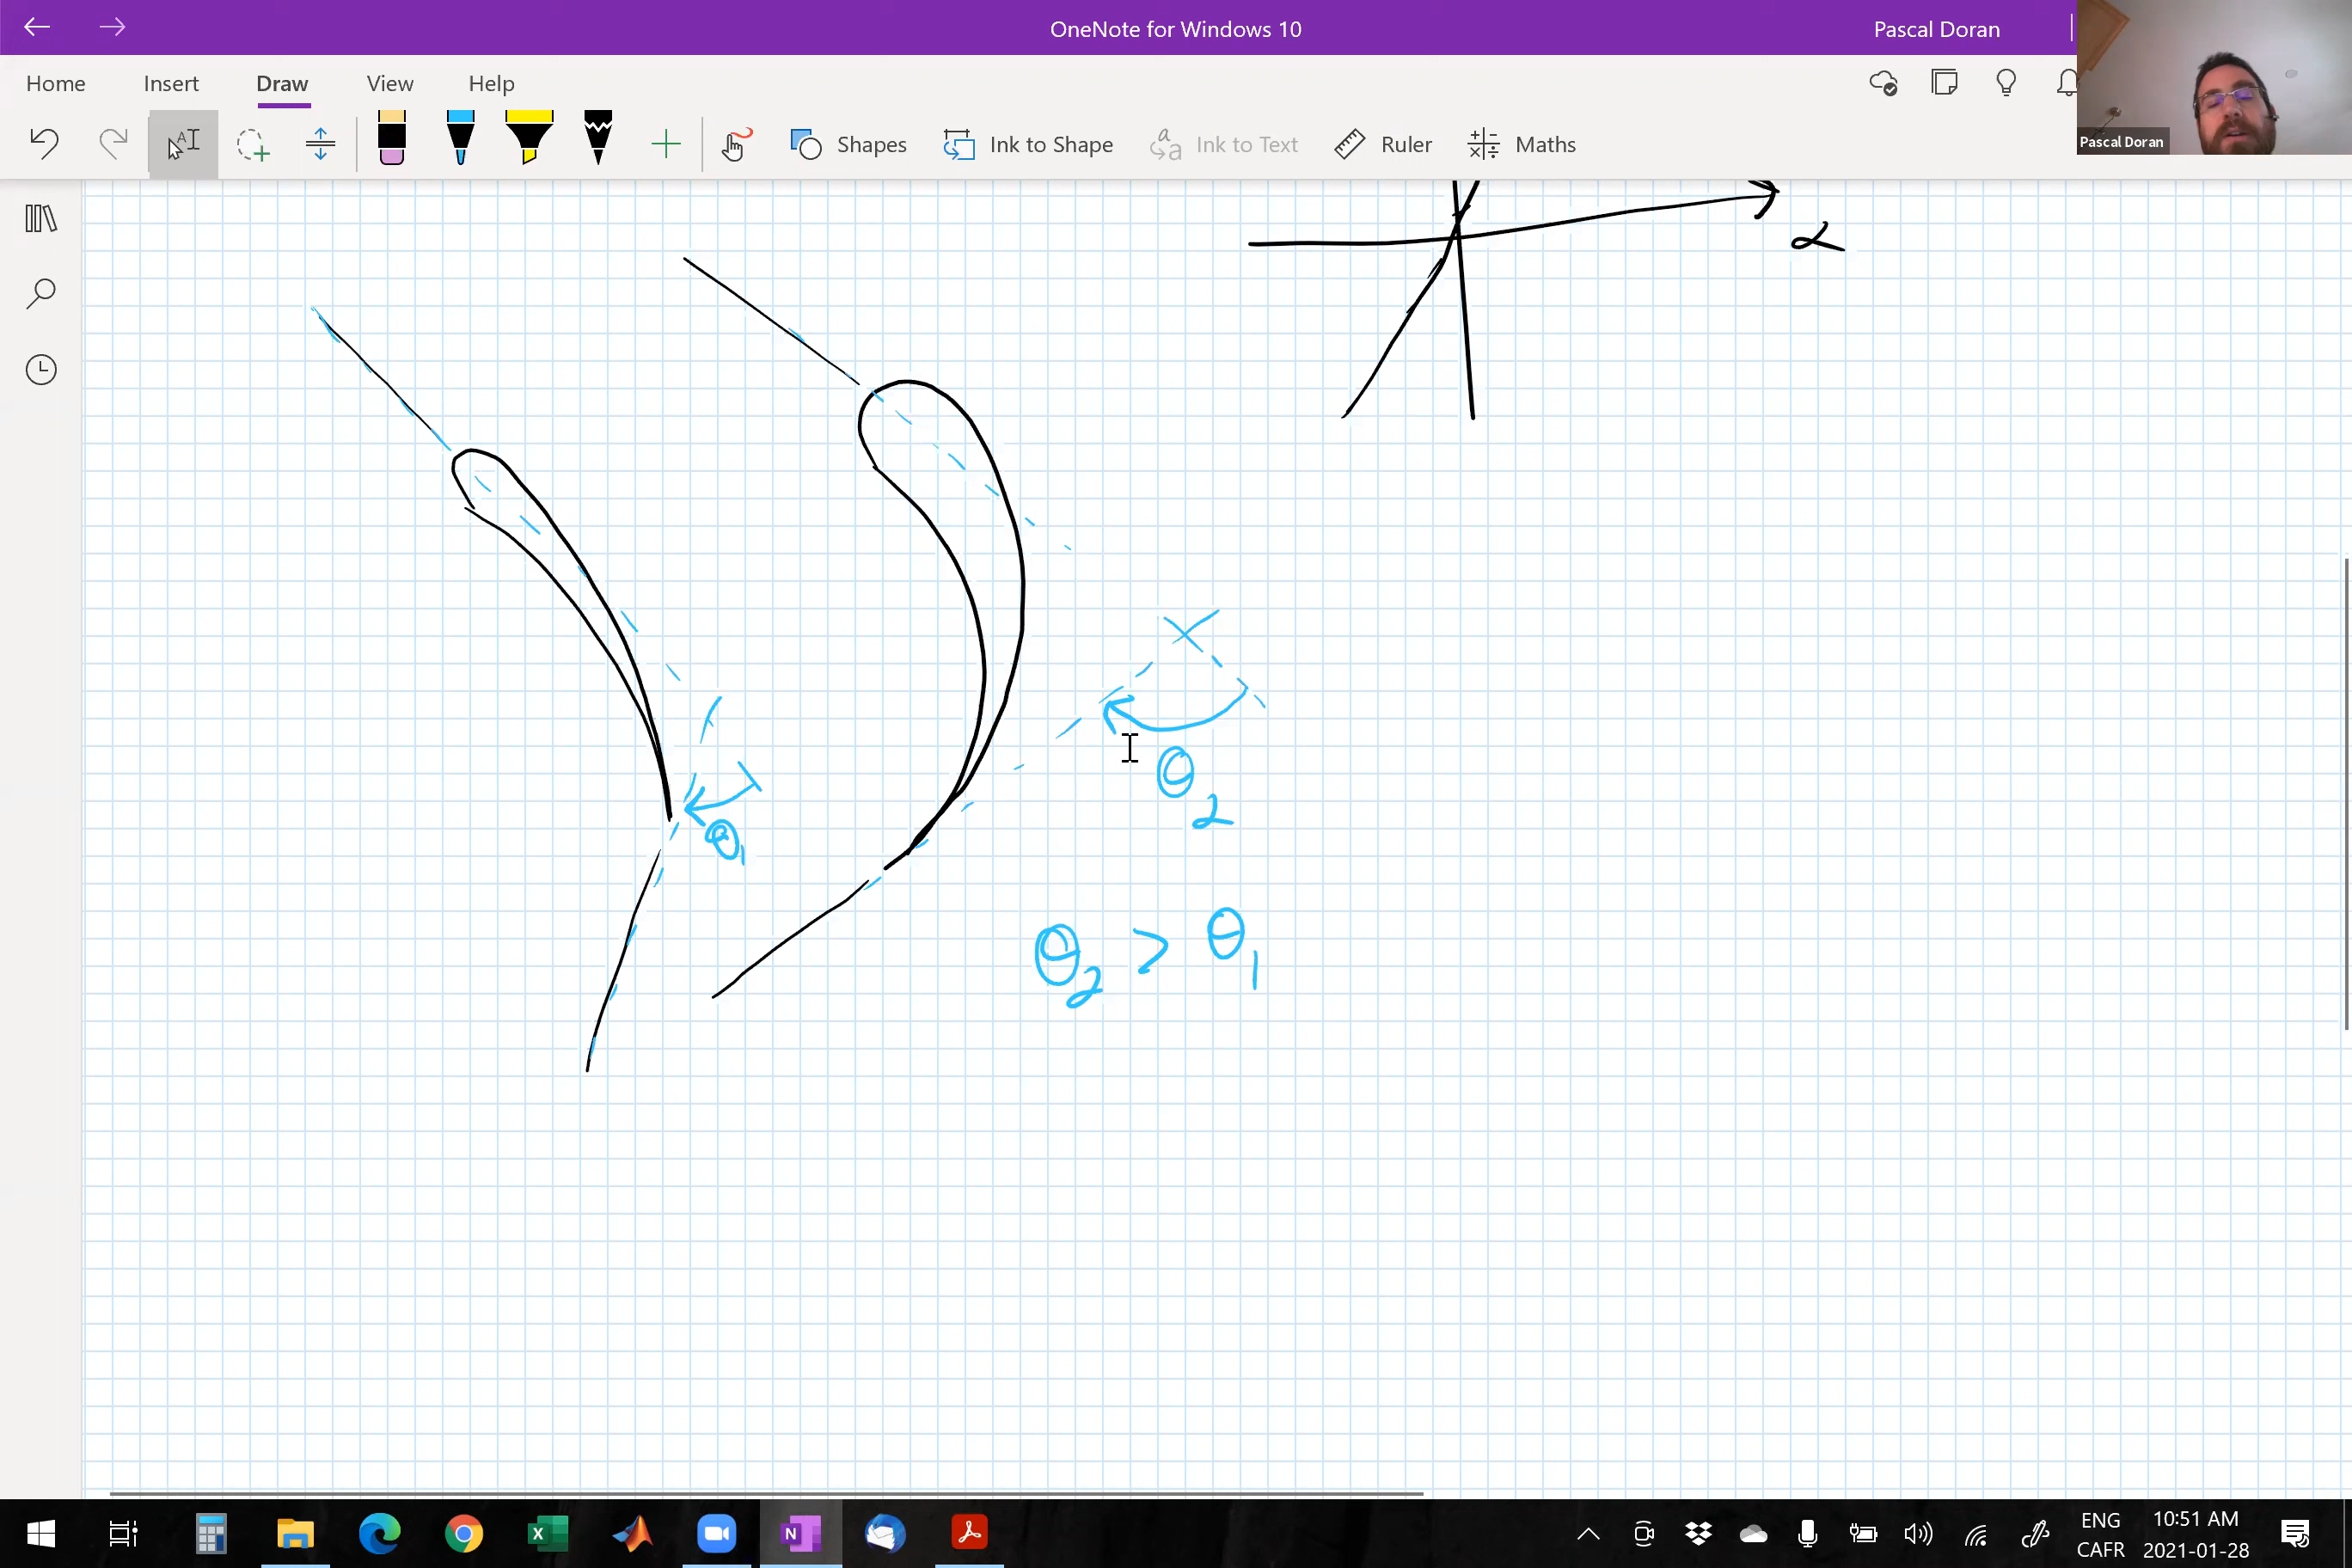 OneNote for Windows 10
Pascal Doran
Home Insert Draw View Help
Shapes Ink to Shape Ink to Text Ruler Maths
Pascal Doran
α
θ1
θ2
θ2 > θ1
ENG
CAFR
10:51 AM
2021-01-28